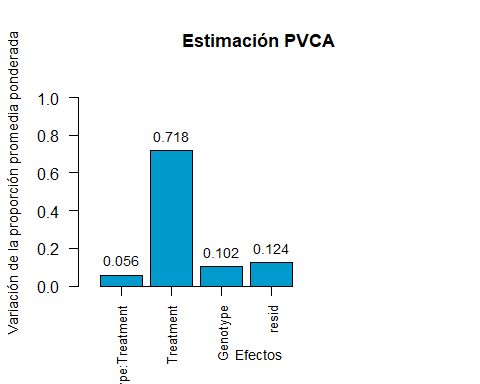 Estimación PVCA
Variación de la proporción promedia ponderada
1.0
0.8
0.6
0.4
0.2
0.0
0.056
0.718
0.102
0.124
ype:Treatment
Treatment
Genotype
resid
Efectos